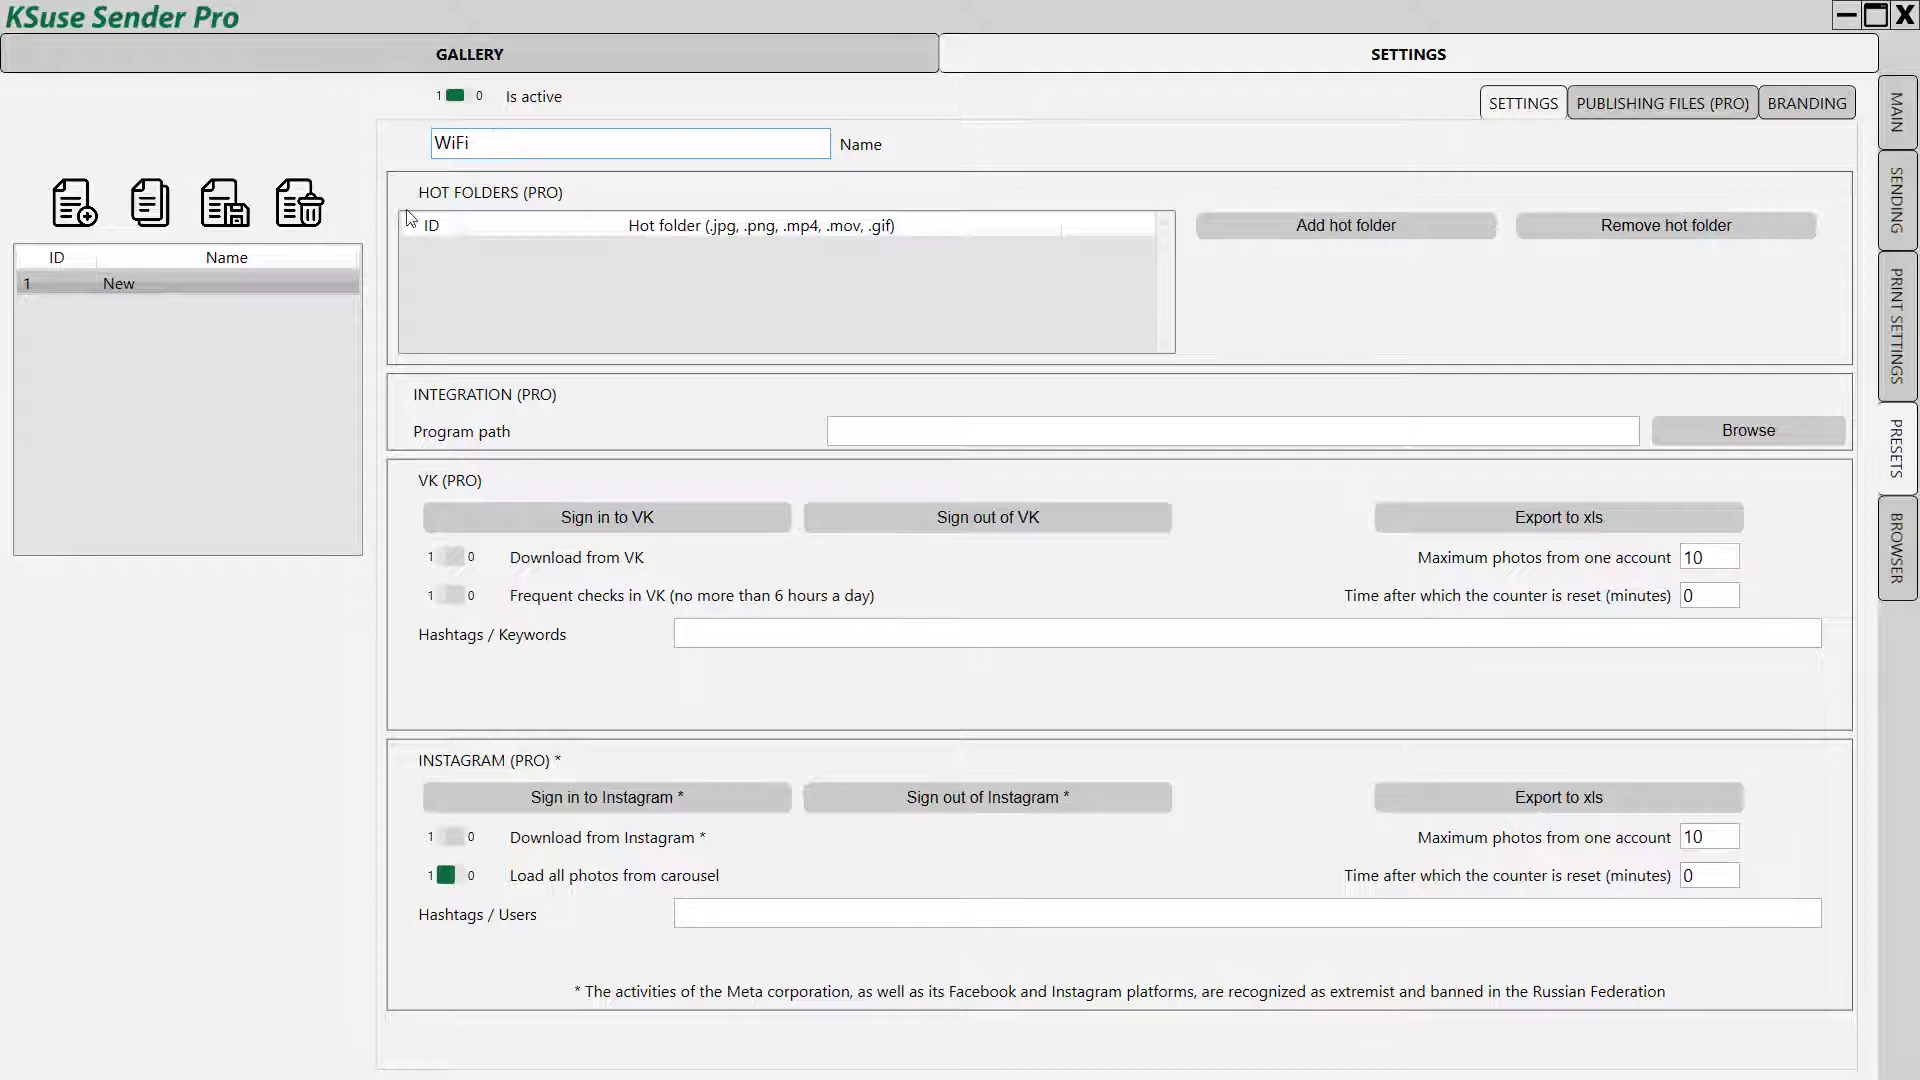 KSuse Sender Pro
GALLERY
SETTINGS
1 0 Is active
SETTINGS
PUBLISHING FILES (PRO)
BRANDING
WiFi
Name
ID
Name
1
New
HOT FOLDERS (PRO)
ID
Hot folder (.jpg, .png, .mp4, .mov, .gif)
Add hot folder
Remove hot folder
INTEGRATION (PRO)
Program path
Browse
VK (PRO)
Sign in to VK
Sign out of VK
Export to xls
1 0 Download from VK
Maximum photos from one account 10
1 0 Frequent checks in VK (no more than 6 hours a day)
Time after which the counter is reset (minutes) 0
Hashtags / Keywords
INSTAGRAM (PRO) *
Sign in to Instagram *
Sign out of Instagram *
Export to xls
1 0 Download from Instagram *
Maximum photos from one account 10
1 0 Load all photos from carousel
Time after which the counter is reset (minutes) 0
Hashtags / Users
* The activities of the Meta corporation, as well as its Facebook and Instagram platforms, are recognized as extremist and banned in the Russian Federation
MAIN
SENDING
PRINT SETTINGS
PRESETS
BROWSER